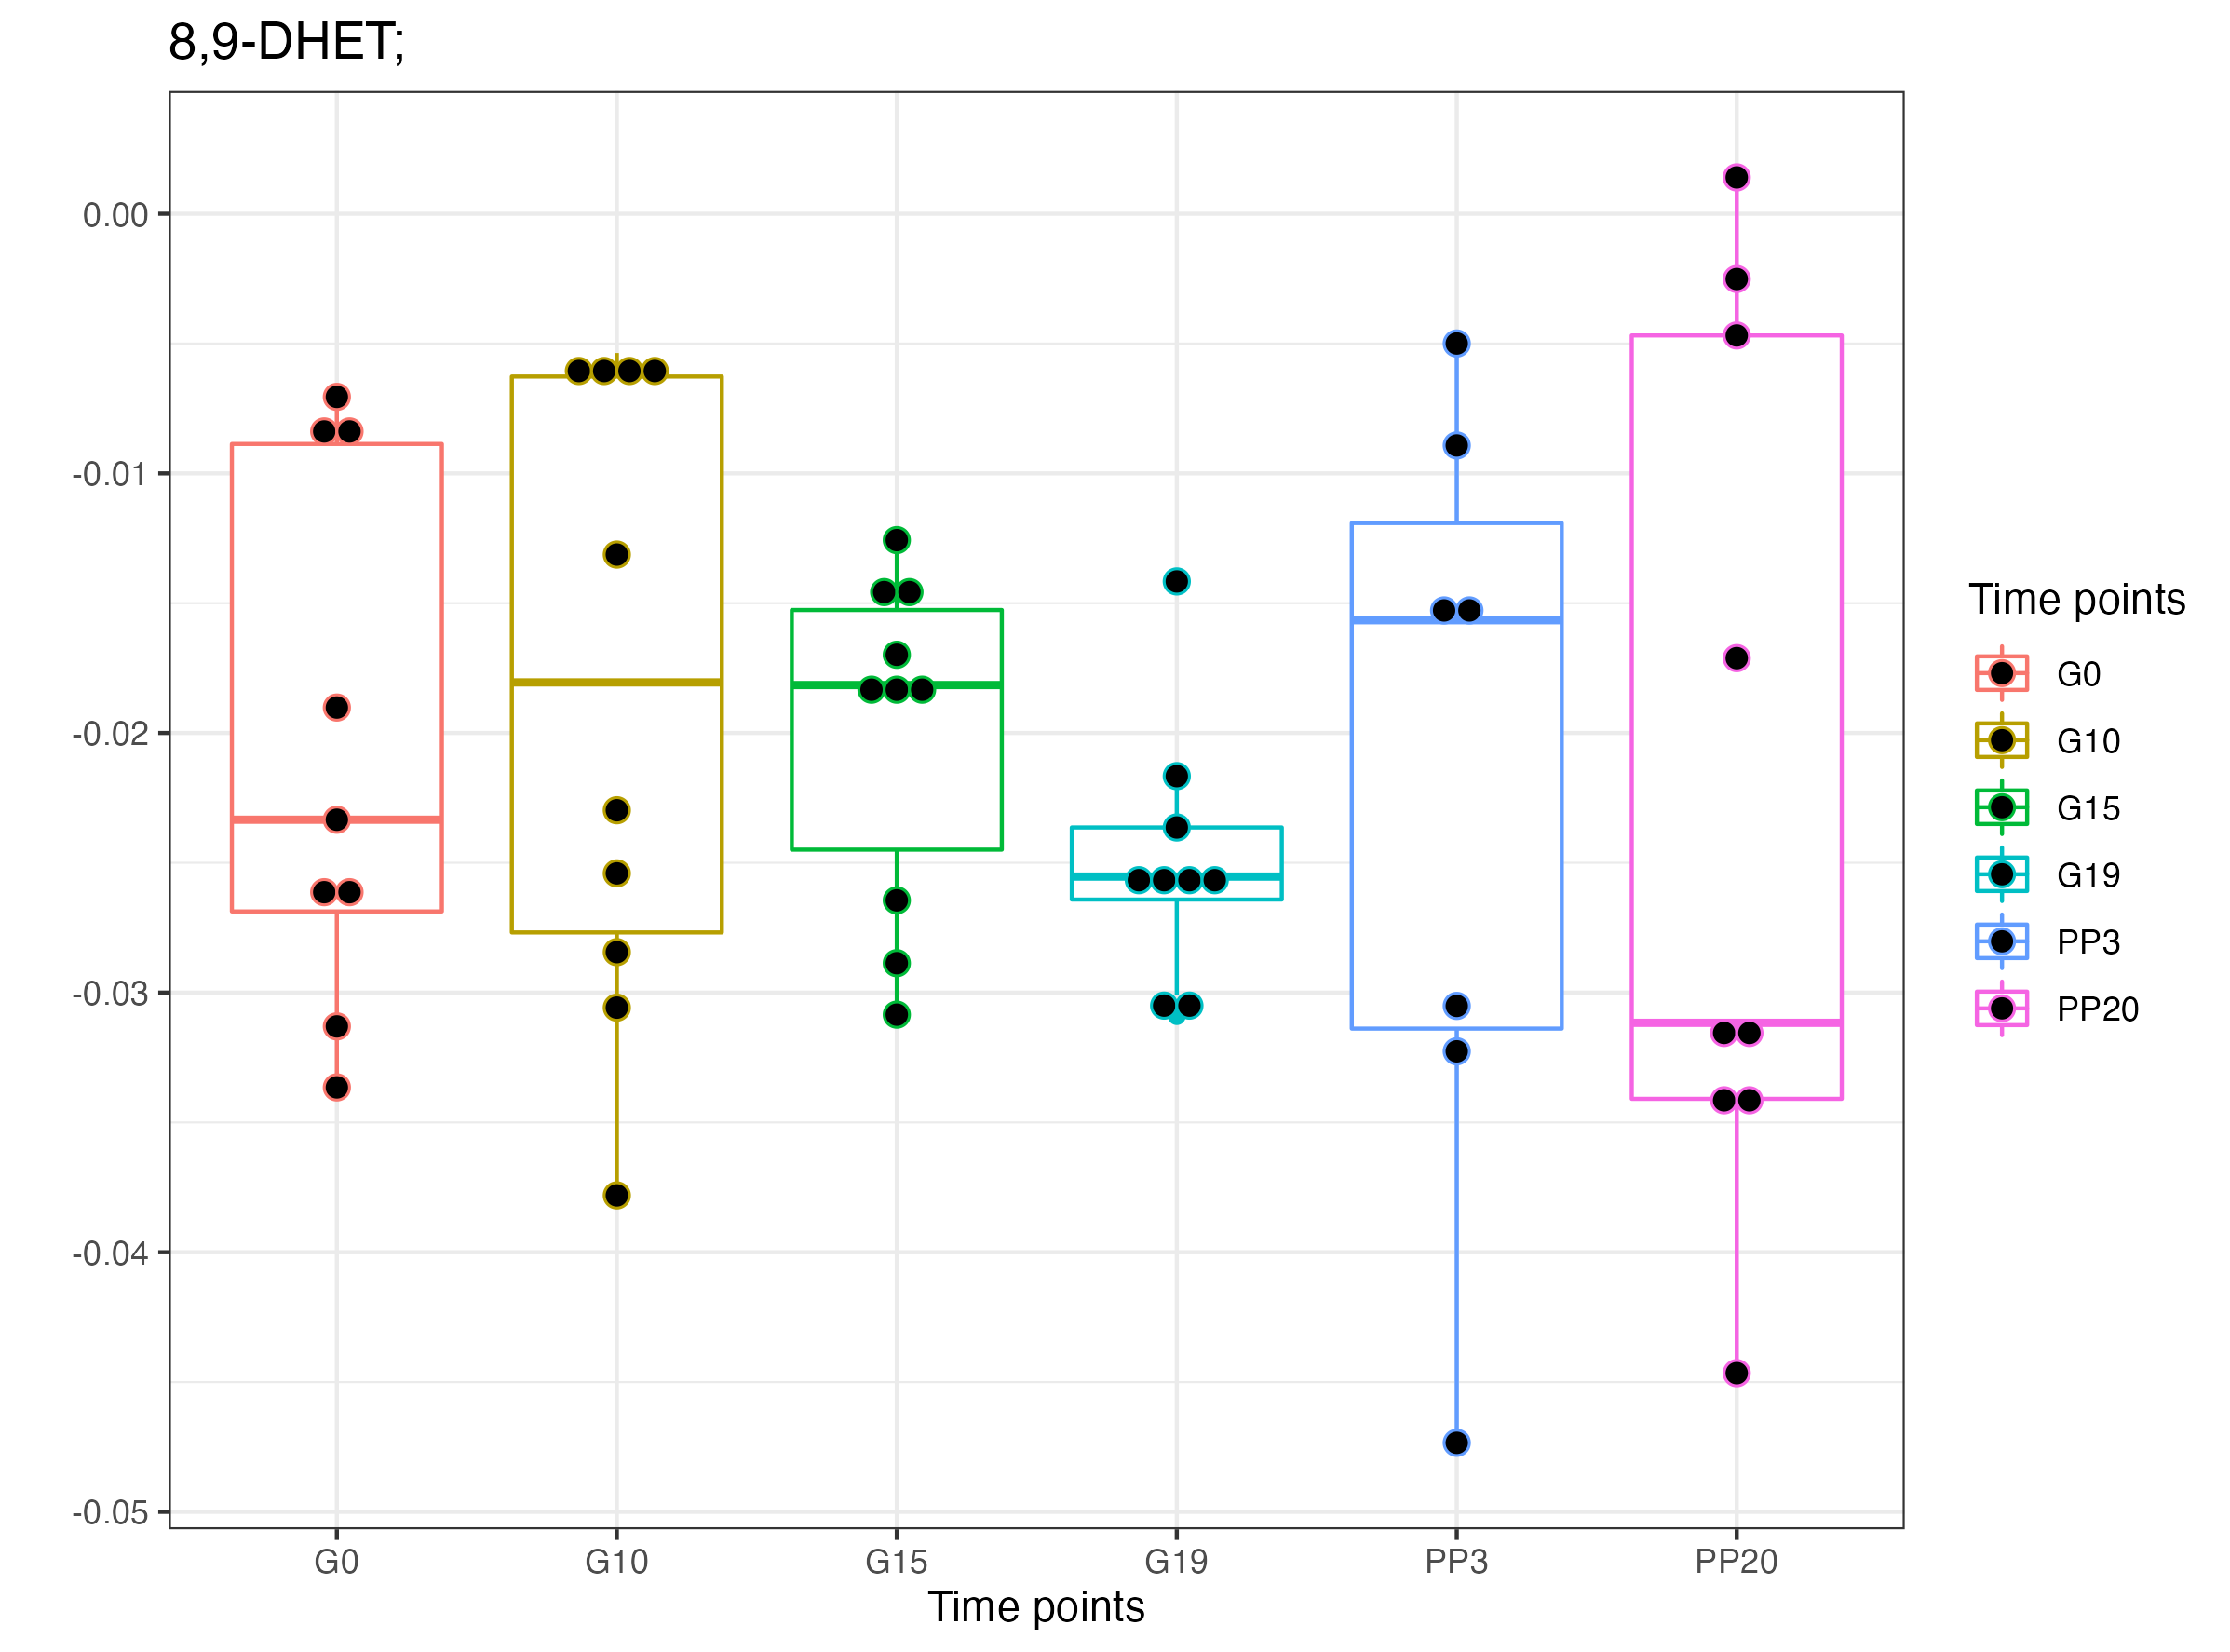 8,9-DHET;
0.00
-0.01
-0.02
-0.03
-0.04
-0.05
G0 G10 G15 G19 PP3 PP20
Time points
Time points
G0
G10
G15
G19
PP3
PP20